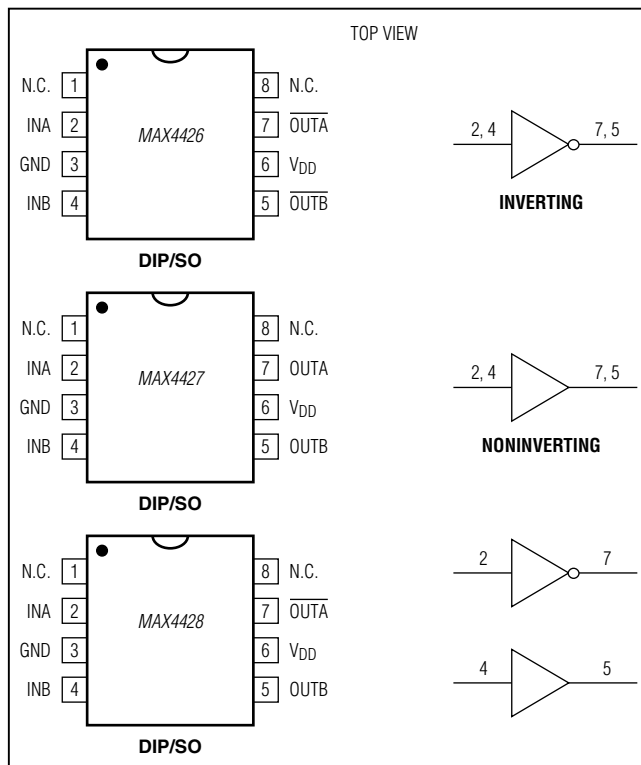 TOP VIEW
N.C. 1 8 N.C.
INA 2 MAX4426 7 O̅U̅T̅A̅ 2, 4 7, 5
GND 3 6 VDD
INB 4 5 O̅U̅T̅B̅ INVERTING
DIP/SO
N.C. 1 8 N.C.
INA 2 MAX4427 7 OUTA 2, 4 7, 5
GND 3 6 VDD
INB 4 5 OUTB NONINVERTING
DIP/SO
N.C. 1 8 N.C. 2 7
INA 2 MAX4428 7 O̅U̅T̅A̅
GND 3 6 VDD
INB 4 5 OUTB 4 5
DIP/SO